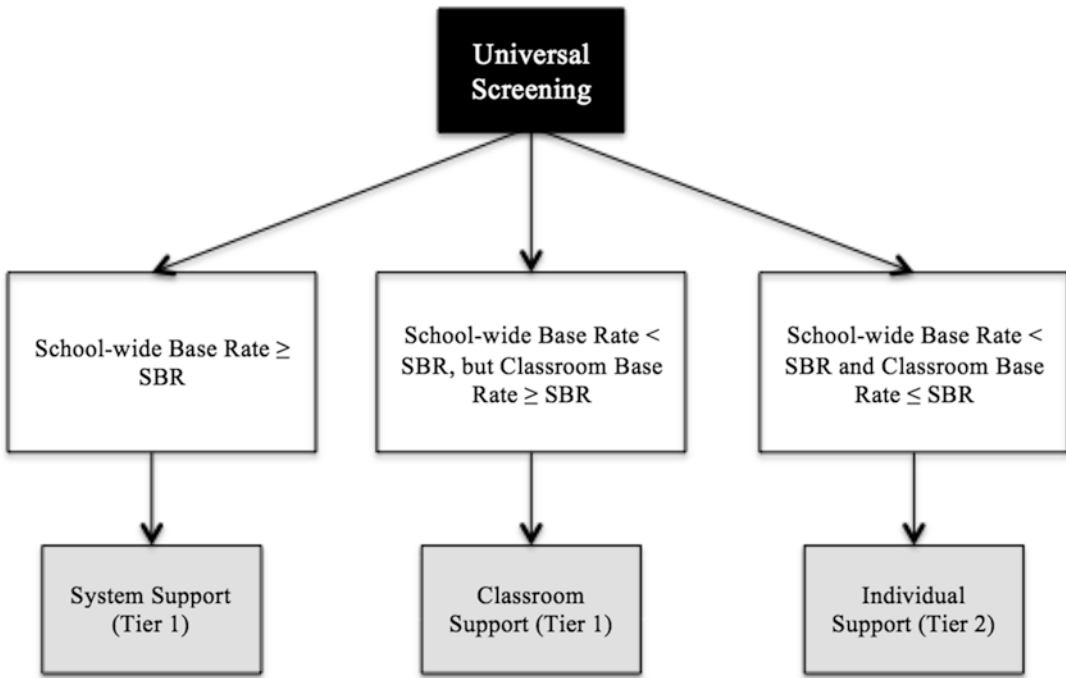 Universal
Screening
School-wide Base Rate ≥
SBR
School-wide Base Rate <
SBR, but Classroom Base
Rate ≥ SBR
School-wide Base Rate <
SBR and Classroom Base
Rate ≤ SBR
System Support
(Tier 1)
Classroom
Support (Tier 1)
Individual
Support (Tier 2)